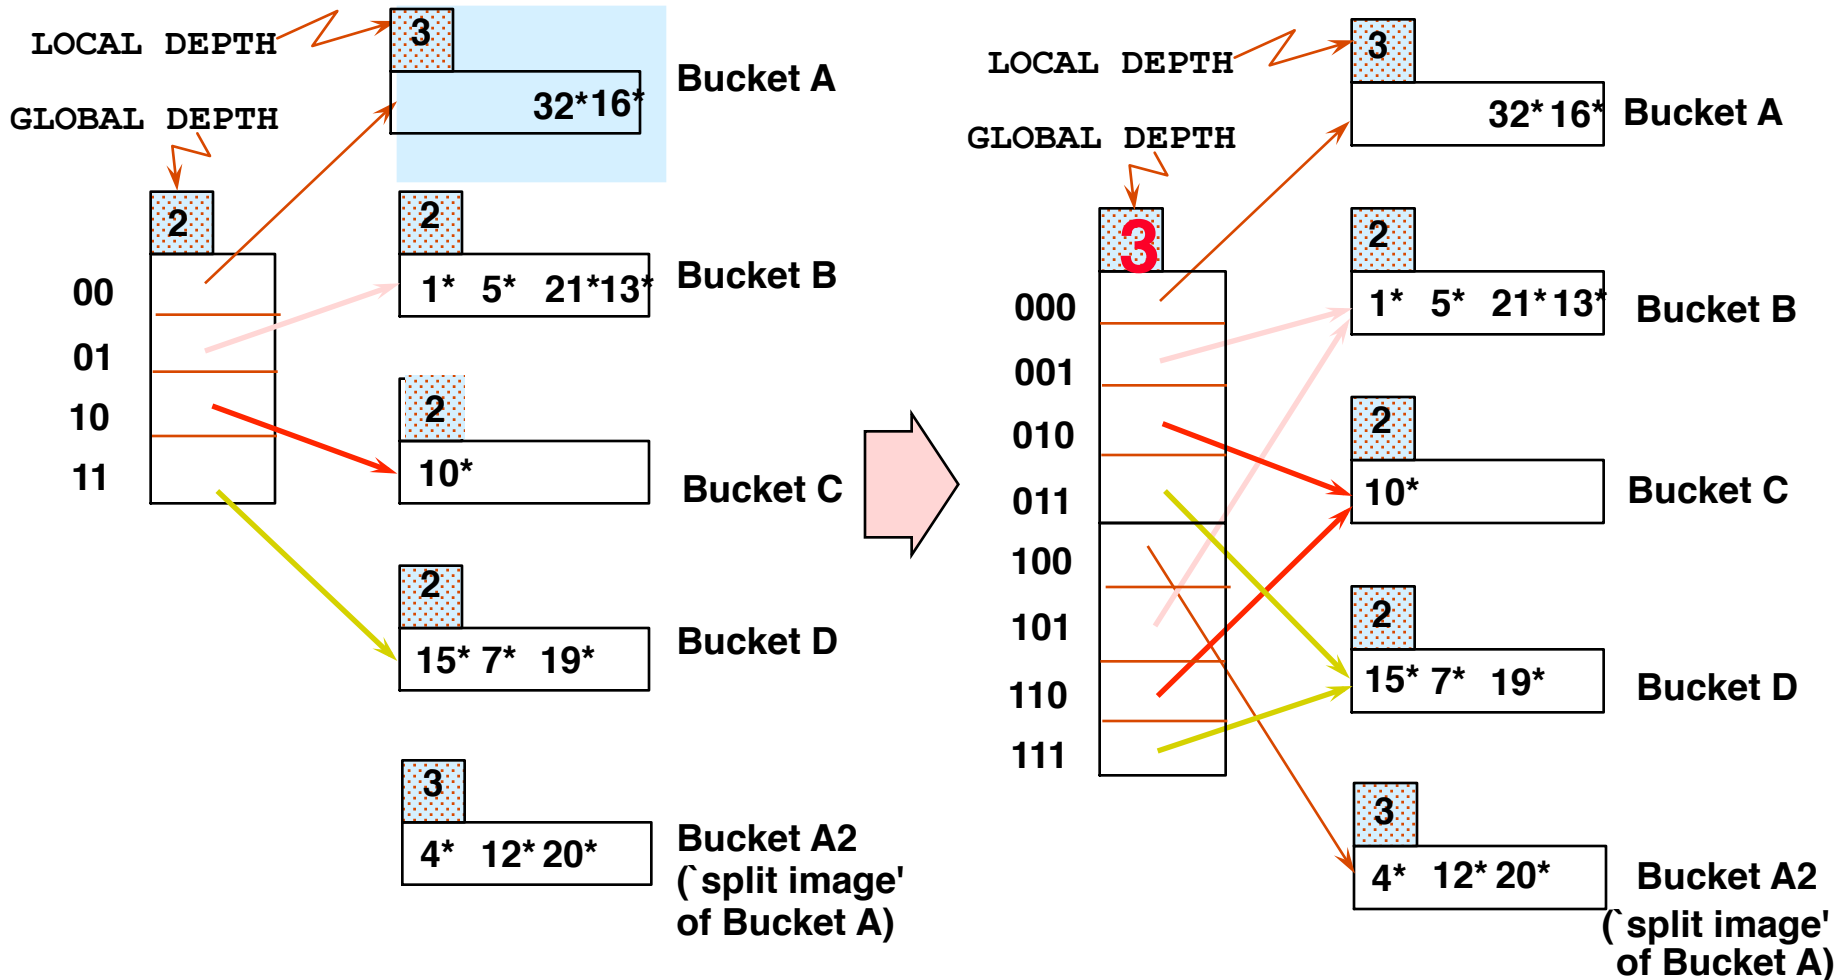 LOCAL DEPTH
3
Bucket A
32* 16*
GLOBAL DEPTH
2
2
Bucket B
1* 5* 21* 13*
00
01
10
11
2
10*
Bucket C
2
Bucket D
15* 7* 19*
3
4* 12* 20*
Bucket A2
(`split image'
of Bucket A)
LOCAL DEPTH
3
32* 16*
Bucket A
GLOBAL DEPTH
3
2
1* 5* 21* 13*
Bucket B
000
001
010
011
100
101
110
111
2
10*
Bucket C
2
15* 7* 19*
Bucket D
3
4* 12* 20*
Bucket A2
(`split image'
of Bucket A)